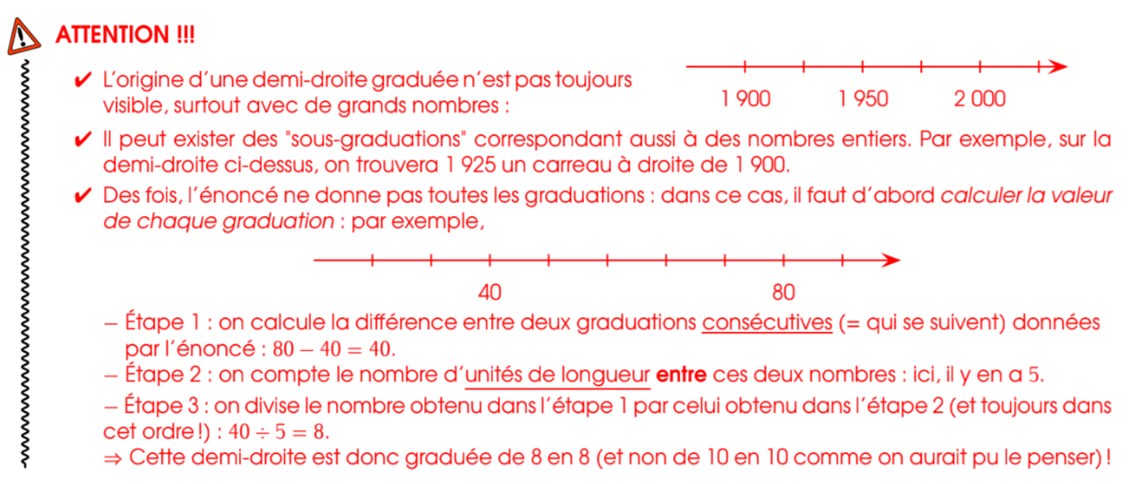 ATTENTION !!!
✔ L'origine d'une demi-droite graduée n'est pas toujours
visible, surtout avec de grands nombres :
1 900 1 950 2 000
✔ Il peut exister des "sous-graduations" correspondant aussi à des nombres entiers. Par exemple, sur la
demi-droite ci-dessus, on trouvera 1 925 un carreau à droite de 1 900.
✔ Des fois, l'énoncé ne donne pas toutes les graduations : dans ce cas, il faut d'abord calculer la valeur
de chaque graduation : par exemple,
40 80
– Étape 1 : on calcule la différence entre deux graduations consécutives (= qui se suivent) données
par l'énoncé : 80 − 40 = 40.
– Étape 2 : on compte le nombre d'unités de longueur entre ces deux nombres : ici, il y en a 5.
– Étape 3 : on divise le nombre obtenu dans l'étape 1 par celui obtenu dans l'étape 2 (et toujours dans
cet ordre !) : 40 ÷ 5 = 8.
⇒ Cette demi-droite est donc graduée de 8 en 8 (et non de 10 en 10 comme on aurait pu le penser) !